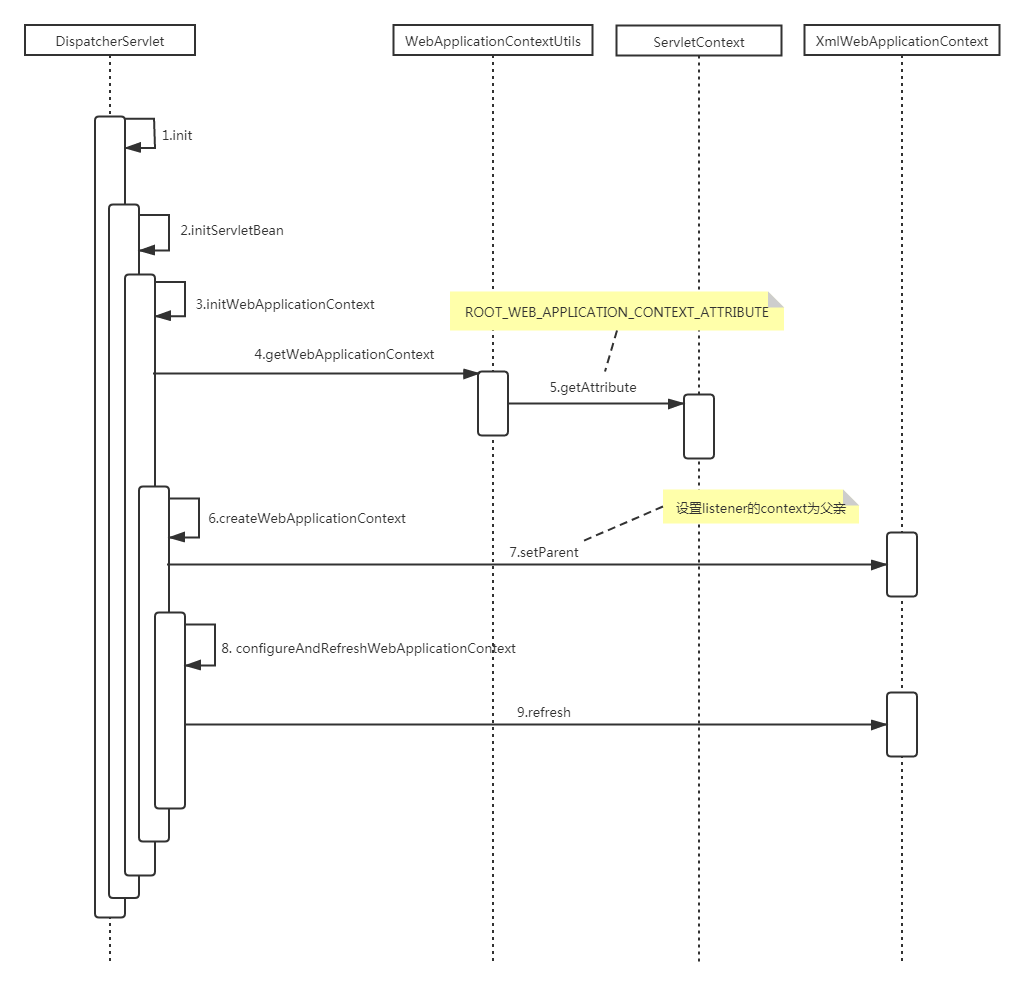 DispatcherServlet
WebApplicationContextUtils
ServletContext
XmlWebApplicationContext
1.init
2.initServletBean
3.initWebApplicationContext
ROOT_WEB_APPLICATION_CONTEXT_ATTRIBUTE
4.getWebApplicationContext
5.getAttribute
6.createWebApplicationContext
设置listener的context为父亲
7.setParent
8. configureAndRefreshWebApplicationContext
9.refresh